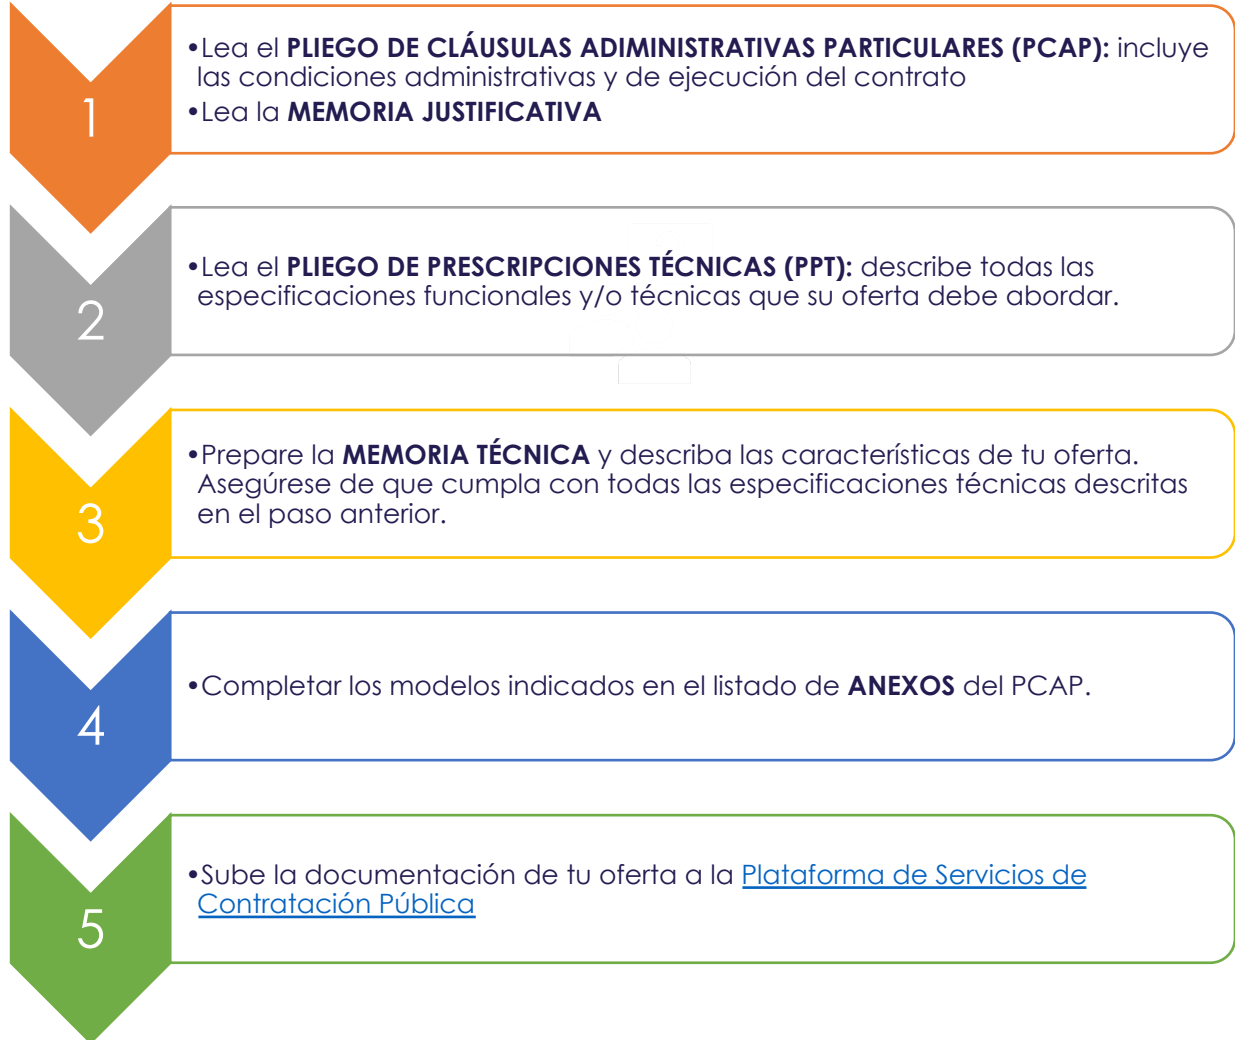 1
•Lea el PLIEGO DE CLÁUSULAS ADIMINISTRATIVAS PARTICULARES (PCAP): incluye
las condiciones administrativas y de ejecución del contrato
•Lea la MEMORIA JUSTIFICATIVA
2
•Lea el PLIEGO DE PRESCRIPCIONES TÉCNICAS (PPT): describe todas las
especificaciones funcionales y/o técnicas que su oferta debe abordar.
3
•Prepare la MEMORIA TÉCNICA y describa las características de tu oferta.
Asegúrese de que cumpla con todas las especificaciones técnicas descritas
en el paso anterior.
4
•Completar los modelos indicados en el listado de ANEXOS del PCAP.
5
•Sube la documentación de tu oferta a la Plataforma de Servicios de
Contratación Pública